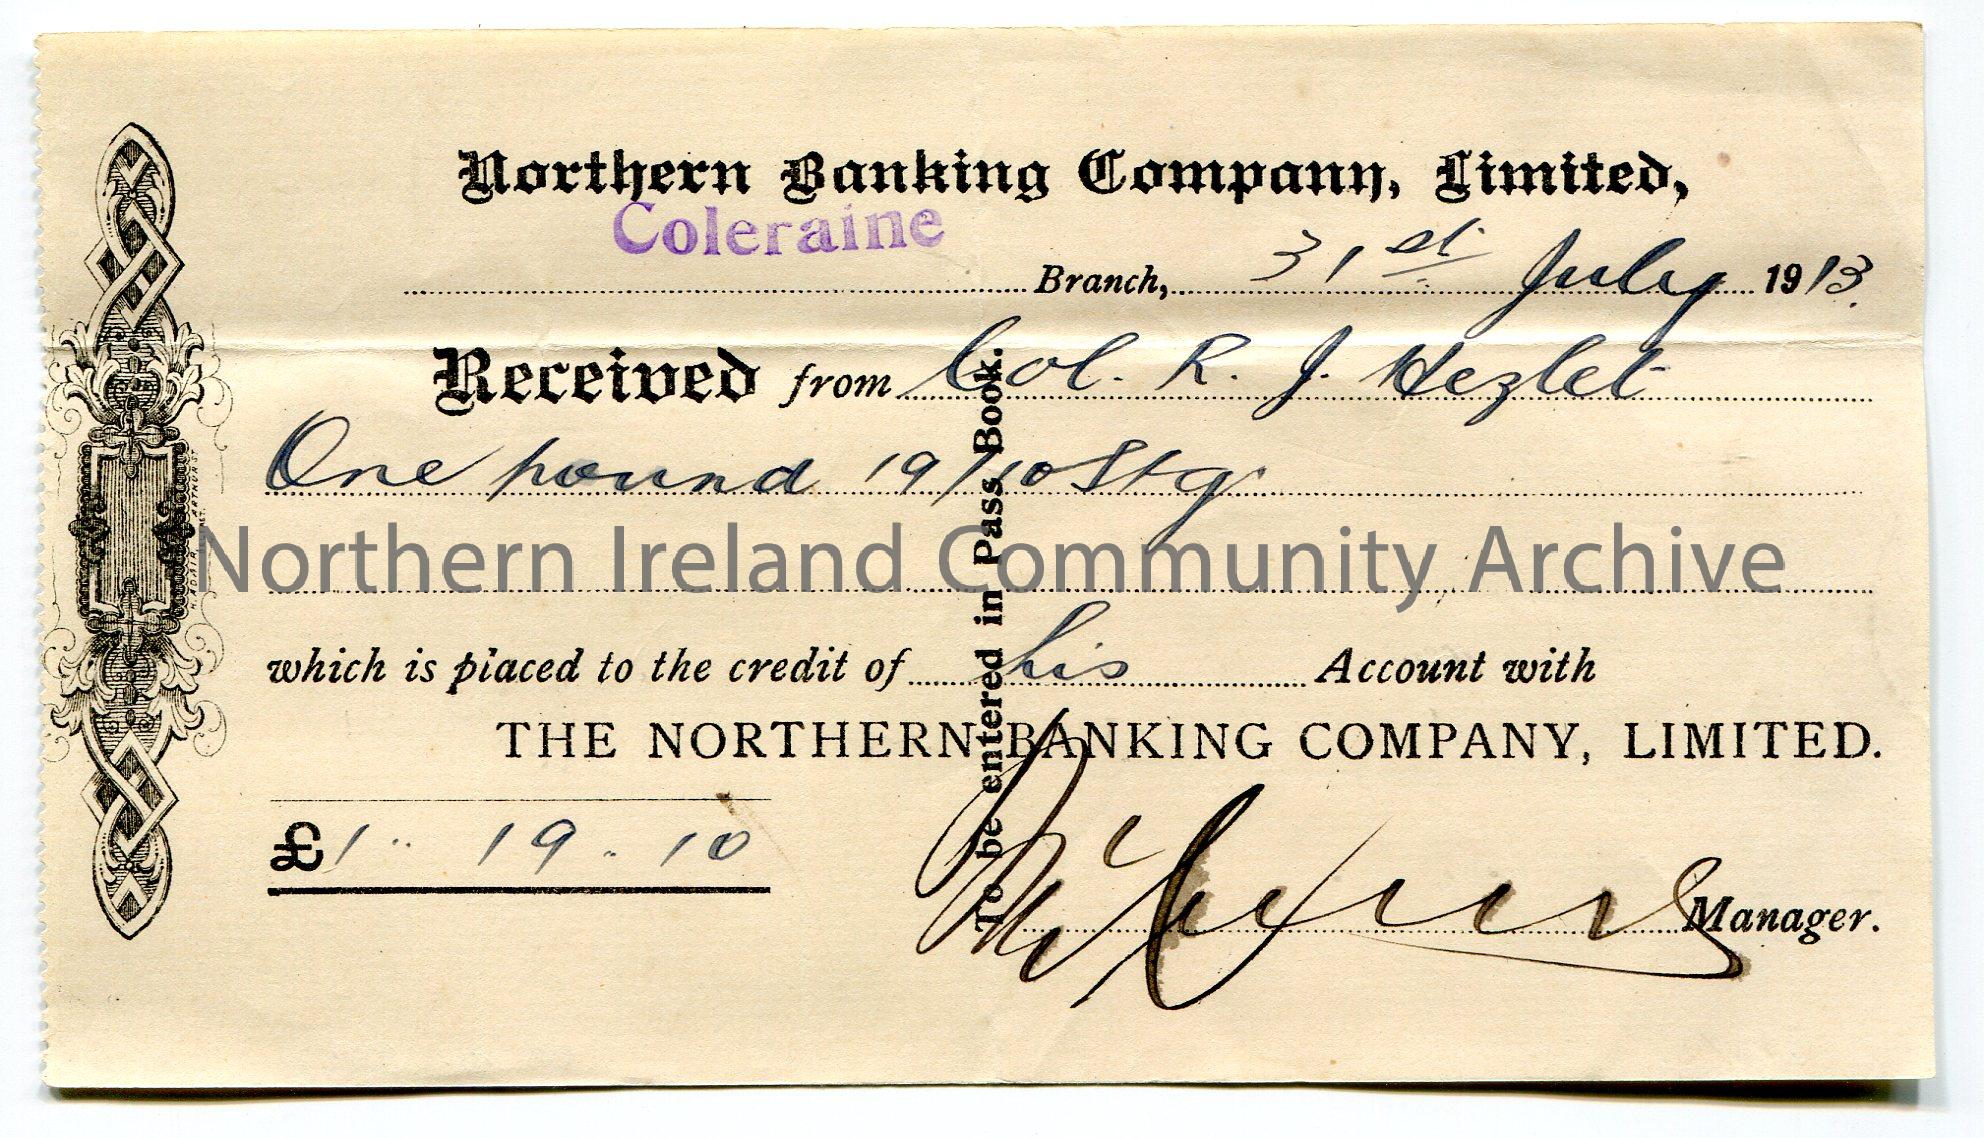 Northern Banking Company, Limited,
Coleraine
Branch, 31st July 1913.
Received from Col. R. J. Hezlet
One pound 19/10 Stg.
Northern Ireland Community Archive
which is placed to the credit of his Account with
THE NORTHERN BANKING COMPANY, LIMITED.
£1 " 19 " 10
Manager.
To be entered in Pass Book.